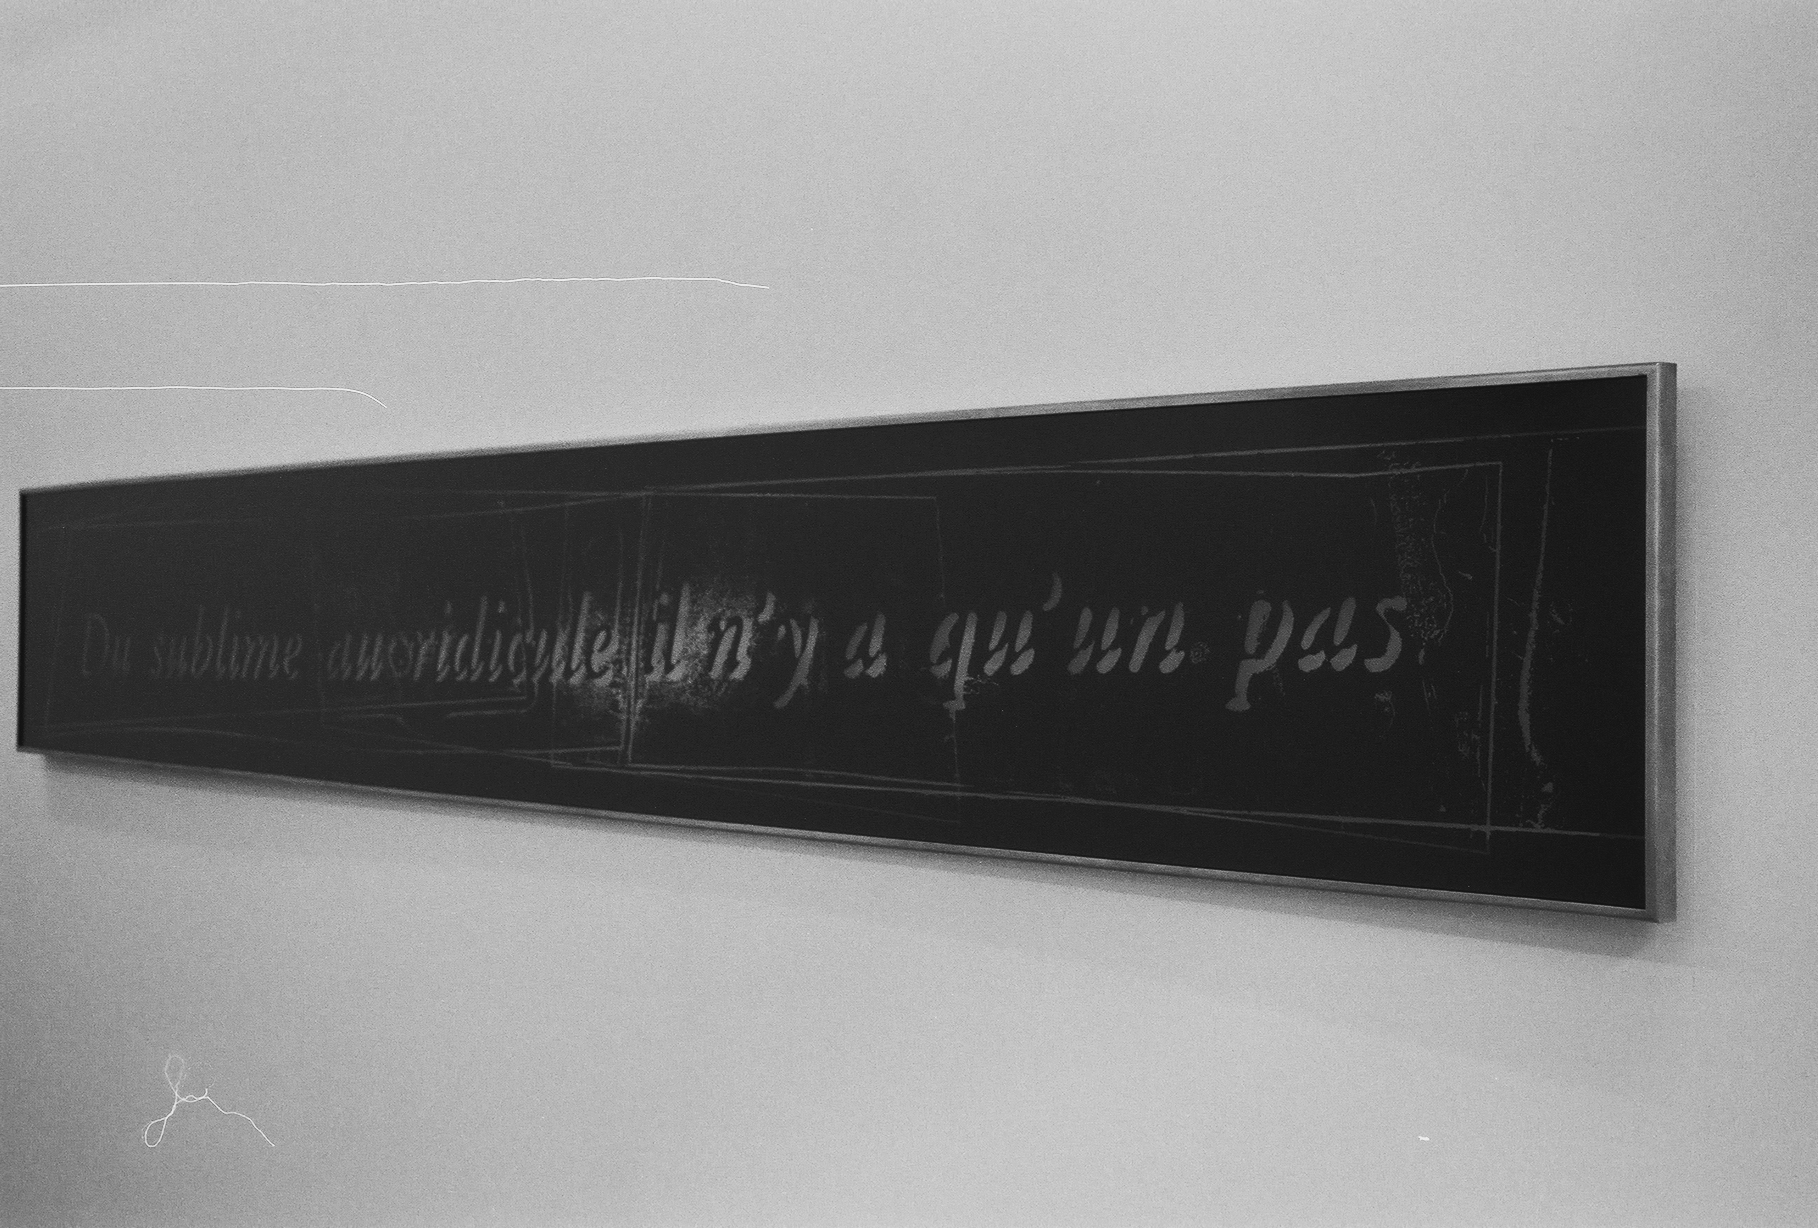 Du sublime au ridicule il n'y a qu'un pas